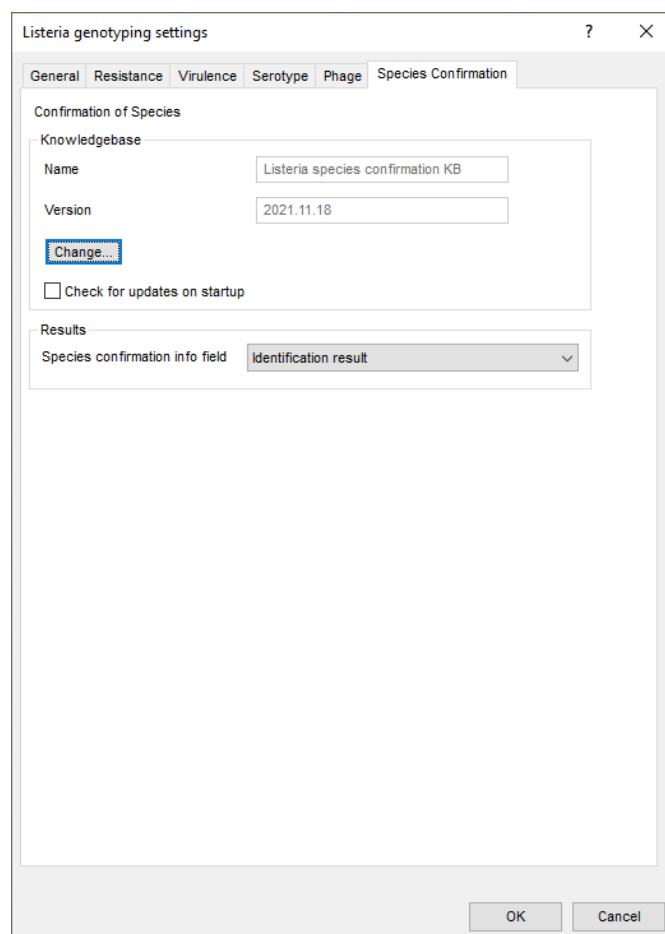 Listeria genotyping settings ?
General Resistance Virulence Serotype Phage Species Confirmation
Confirmation of Species
Knowledgebase
Name Listeria species confirmation KB
Version 2021.11.18
Change...
Check for updates on startup
Results
Species confirmation info field Identification result
OK Cancel